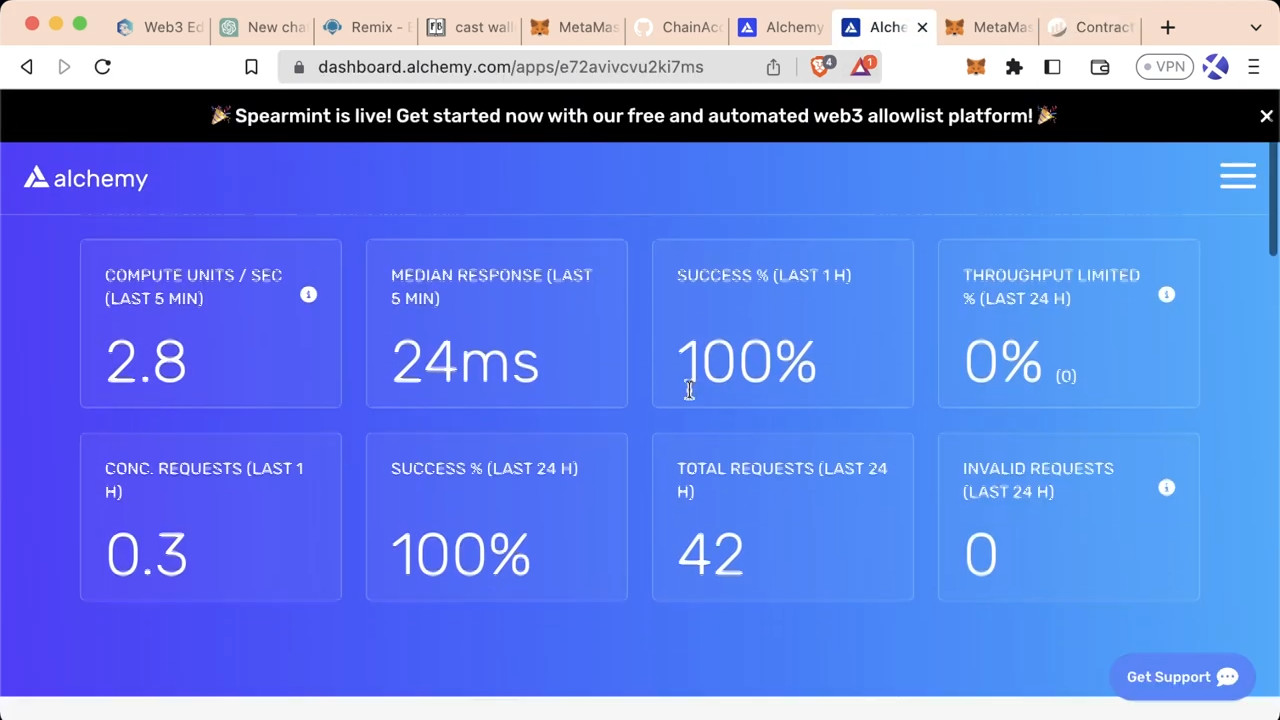 Web3 Ed
New cha
Remix - E
cast wall
MetaMas
ChainAcc
Alchemy
Alche
MetaMas
Contract
dashboard.alchemy.com/apps/e72avivcvu2ki7ms
4
1
VPN
🎉 Spearmint is live! Get started now with our free and automated web3 allowlist platform! 🎉
alchemy
COMPUTE UNITS / SEC
(LAST 5 MIN)
2.8
MEDIAN RESPONSE (LAST
5 MIN)
24ms
SUCCESS % (LAST 1 H)
100%
THROUGHPUT LIMITED
% (LAST 24 H)
0% (0)
CONC. REQUESTS (LAST 1
H)
0.3
SUCCESS % (LAST 24 H)
100%
TOTAL REQUESTS (LAST 24
H)
42
INVALID REQUESTS
(LAST 24 H)
0
Get Support